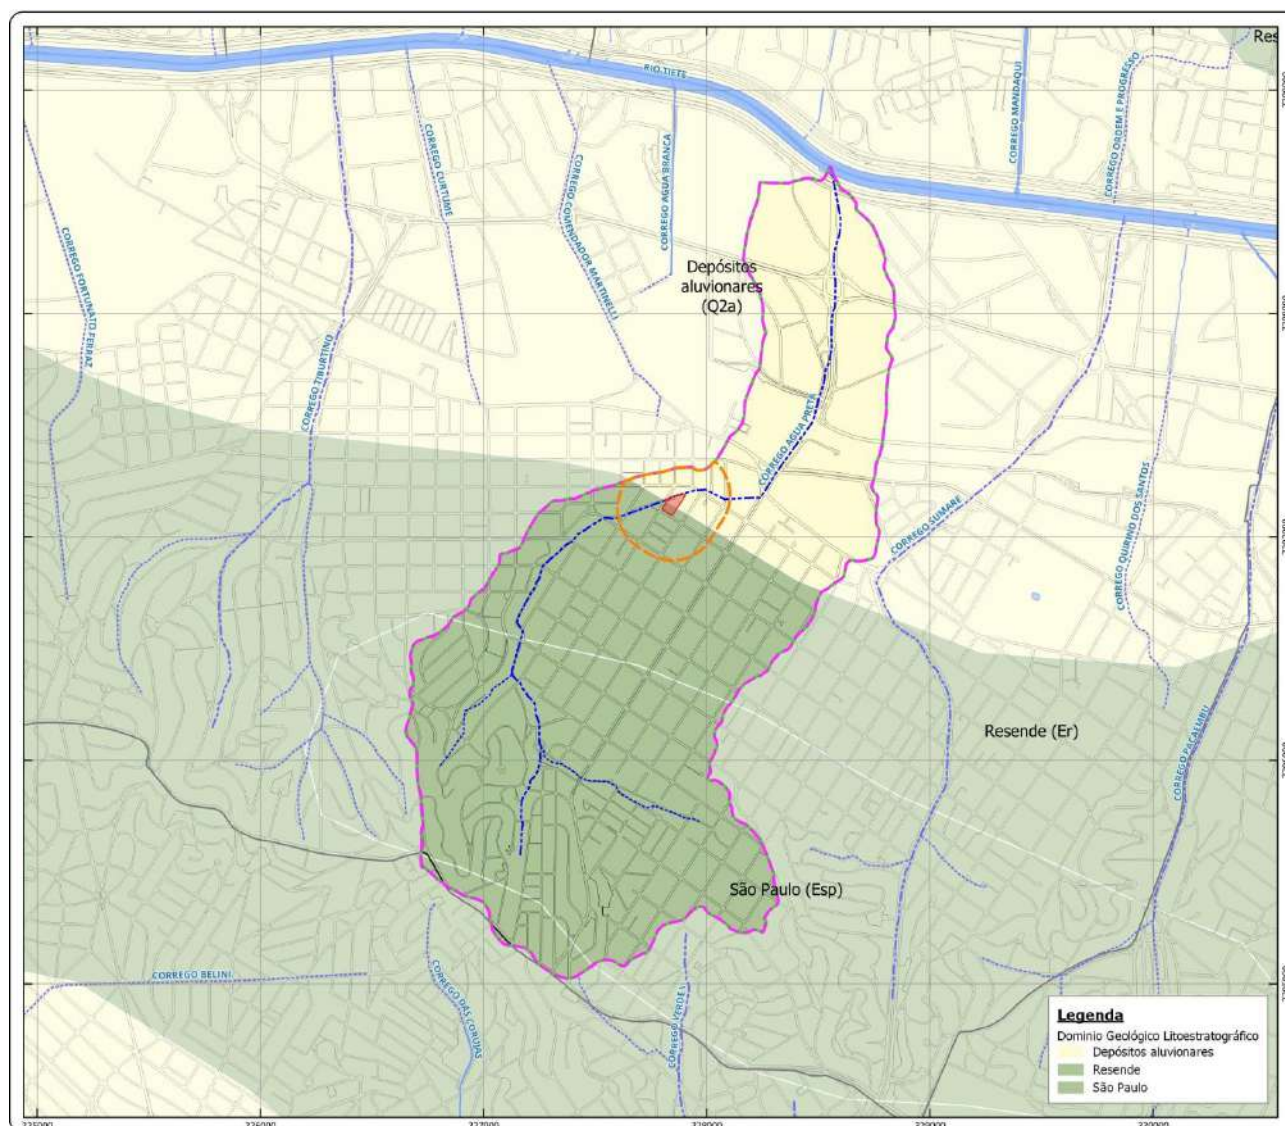 Res
RIO TIETE
CORREGO MANDAQUI
CORREGO ORDEM E PROGRESSO
CORREGO CURTUME
CORREGO COMENDADOR MARTINELLI
CORREGO AGUA BRANCA
CORREGO FORTUNATO FERRAZ
CORREGO TIBURTINO
Depósitos
aluvionares
(Q2a)
CORREGO AGUA PRETA
CORREGO SUMARE
CORREGO QUIRINO DOS SANTOS
CORREGO PACAEMBU
Resende (Er)
São Paulo (Esp)
CORREGO BELINI
CORREGO DAS CORUJAS
CORREGO VERDE I
Legenda
Dominio Geológico Litoestratográfico
Depósitos aluvionares
Resende
São Paulo